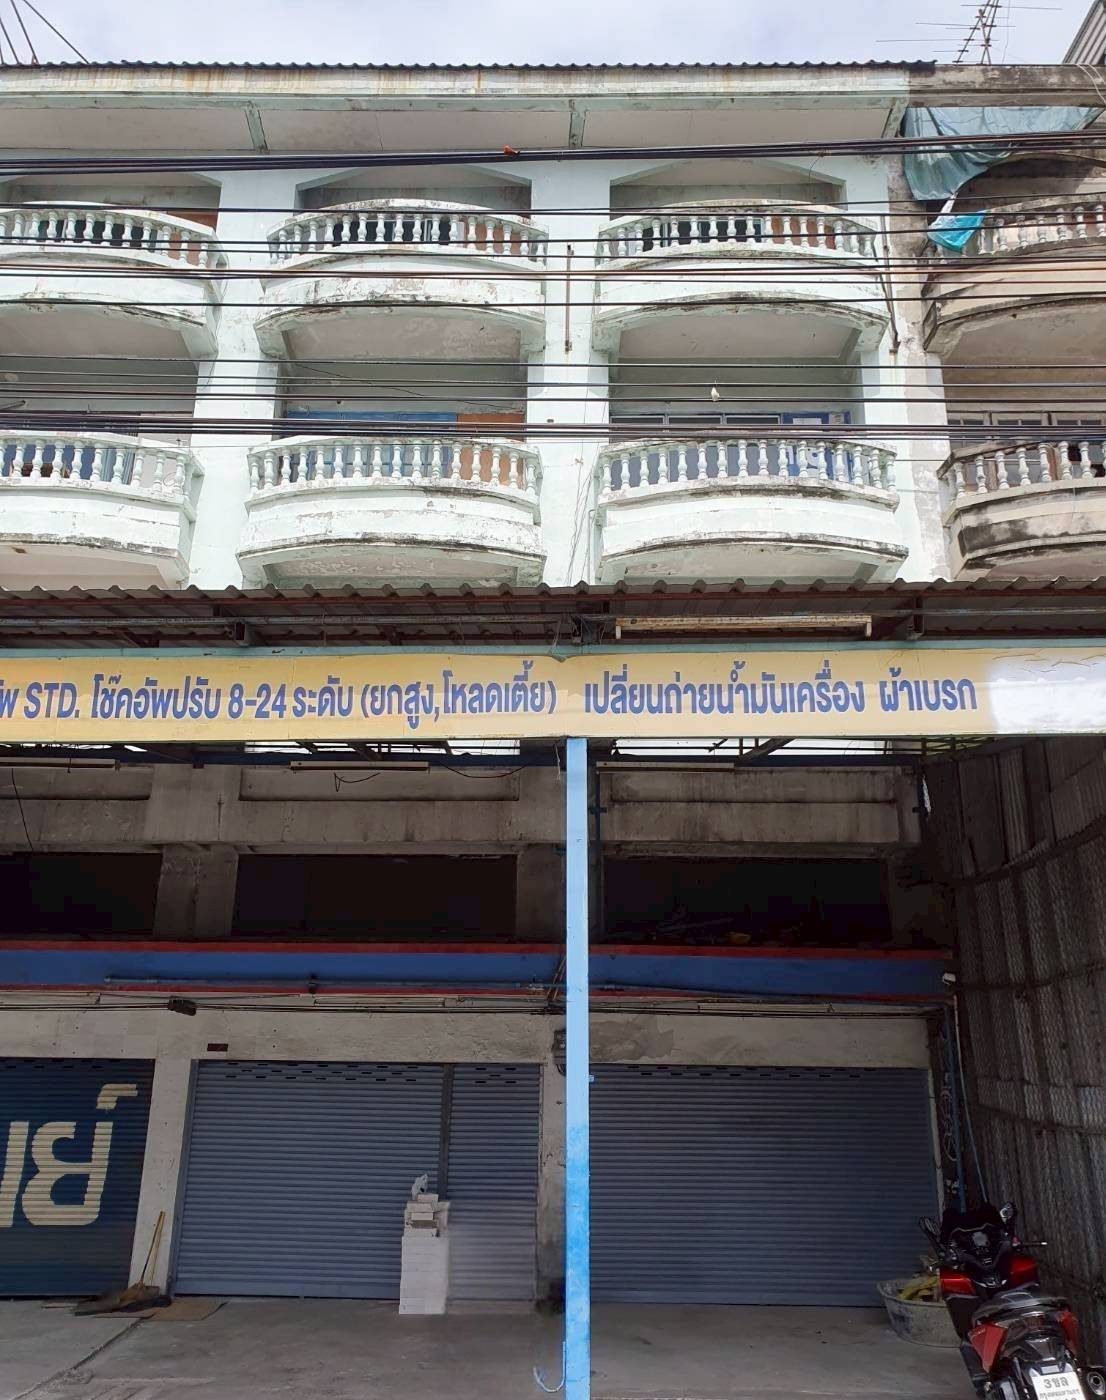 STD. โช๊คอัพปรับ 8-24 ระดับ (ยกสูง,โหลดเตี้ย) เปลี่ยนถ่ายน้ำมันเครื่อง ผ้าเบรก